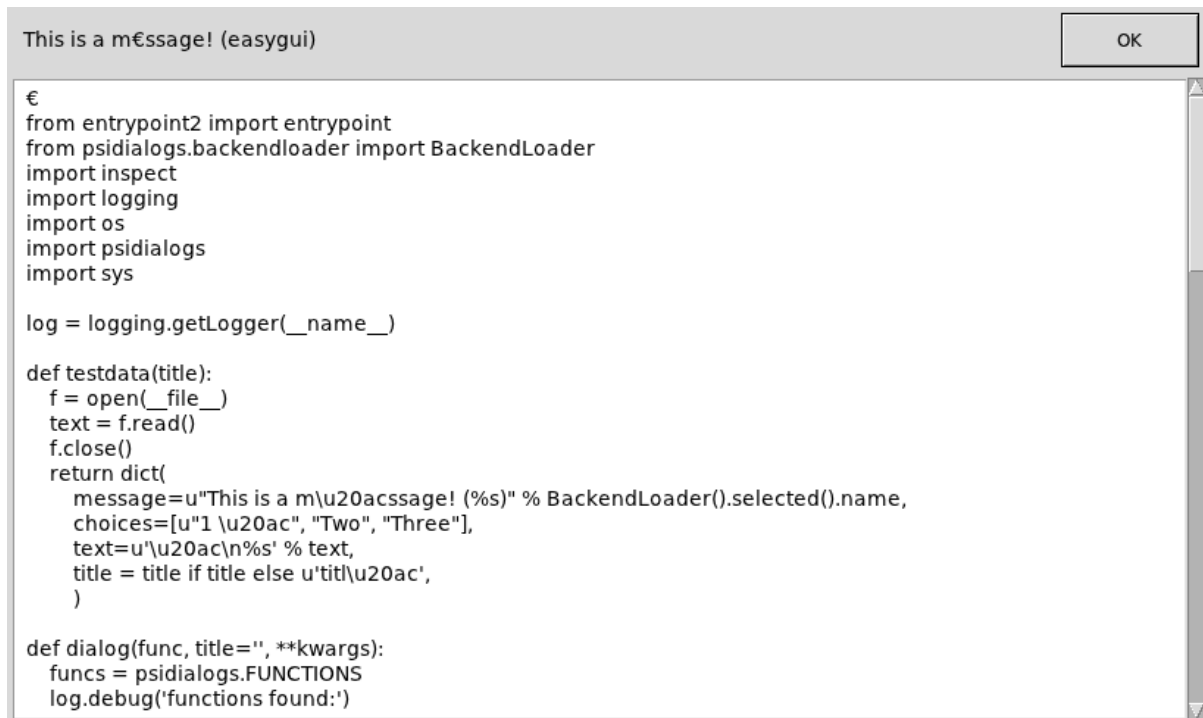 This is a m€ssage! (easygui)
OK
€
from entrypoint2 import entrypoint
from psidialogs.backendloader import BackendLoader
import inspect
import logging
import os
import psidialogs
import sys

log = logging.getLogger(__name__)

def testdata(title):
    f = open(__file__)
    text = f.read()
    f.close()
    return dict(
        message=u"This is a m\u20acssage! (%s)" % BackendLoader().selected().name,
        choices=[u"1 \u20ac", "Two", "Three"],
        text=u'\u20ac\n%s' % text,
        title = title if title else u'titl\u20ac',
        )

def dialog(func, title='', **kwargs):
    funcs = psidialogs.FUNCTIONS
    log.debug('functions found:')